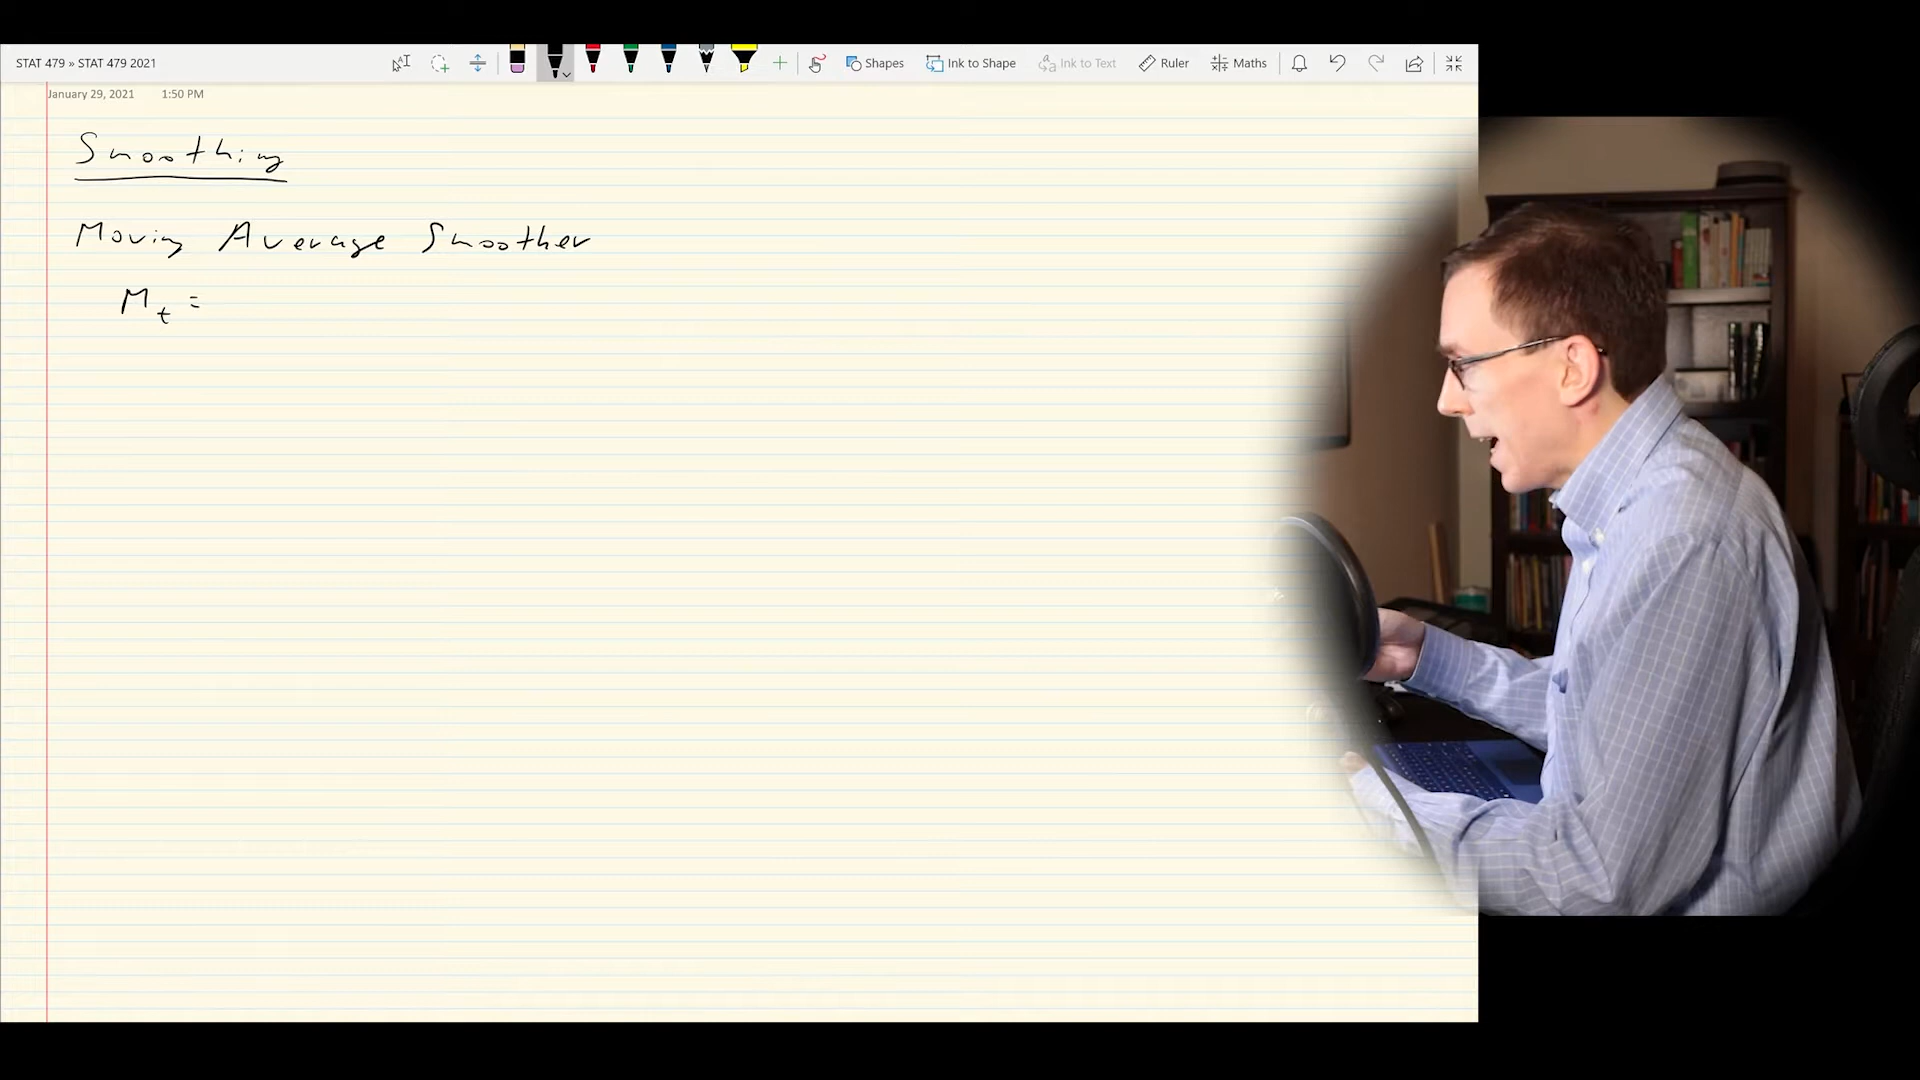 STAT 479 » STAT 479 2021
Shapes Ink to Shape Ink to Text Ruler Maths
January 29, 2021 1:50 PM
Smoothing
Moving Average Smoother
M_t =